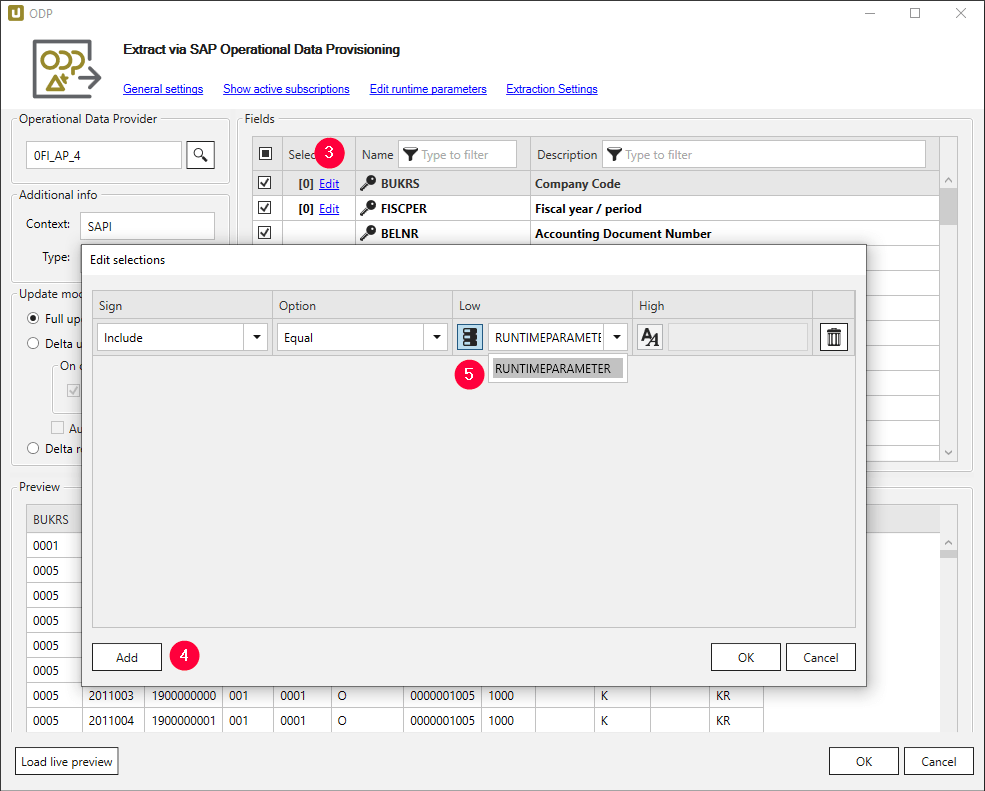 ODP
Extract via SAP Operational Data Provisioning
General settings Show active subscriptions Edit runtime parameters Extraction Settings
Operational Data Provider
0FI_AP_4
Additional info
Context: SAPI
Type:
Update mod
Full up
Delta u
On c
Au
Delta r
Fields
Selec 3 Name Type to filter Description Type to filter
[0] Edit BUKRS Company Code
[0] Edit FISCPER Fiscal year / period
BELNR Accounting Document Number
Edit selections
Sign Option Low High
Include Equal RUNTIMEPARAMETE
5 RUNTIMEPARAMETER
Add 4 OK Cancel
Preview
BUKRS
0001
0005
0005
0005
0005
0005
0005 2011003 1900000000 001 0001 O 0000001005 1000 K KR
0005 2011004 1900000001 001 0001 O 0000001005 1000 K KR
Load live preview OK Cancel